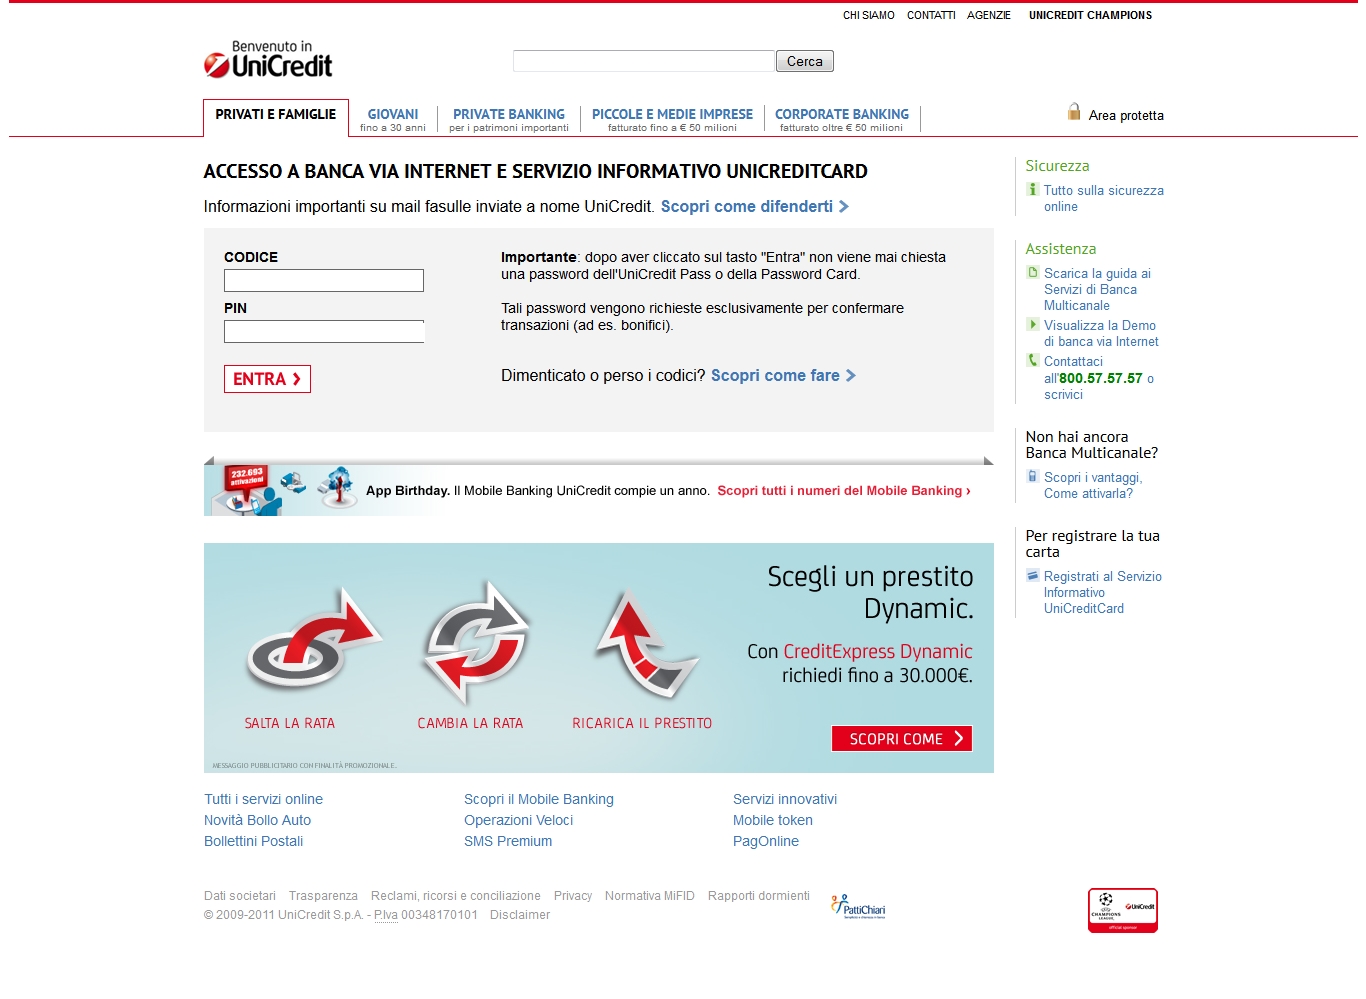 CHI SIAMO CONTATTI AGENZIE UNICREDIT CHAMPIONS
Benvenuto in
UniCredit
Cerca
PRIVATI E FAMIGLIE
GIOVANI
fino a 30 anni
PRIVATE BANKING
per i patrimoni importanti
PICCOLE E MEDIE IMPRESE
fatturato fino a € 50 milioni
CORPORATE BANKING
fatturato oltre € 50 milioni
Area protetta
ACCESSO A BANCA VIA INTERNET E SERVIZIO INFORMATIVO UNICREDITCARD
Informazioni importanti su mail fasulle inviate a nome UniCredit. Scopri come difenderti
CODICE
PIN
ENTRA
Importante: dopo aver cliccato sul tasto "Entra" non viene mai chiesta
una password dell'UniCredit Pass o della Password Card.
Tali password vengono richieste esclusivamente per confermare
transazioni (ad es. bonifici).
Dimenticato o perso i codici? Scopri come fare
232.693
attivazioni
App Birthday. Il Mobile Banking UniCredit compie un anno. Scopri tutti i numeri del Mobile Banking ›
Scegli un prestito
Dynamic.
Con CreditExpress Dynamic
richiedi fino a 30.000€.
SALTA LA RATA
CAMBIA LA RATA
RICARICA IL PRESTITO
SCOPRI COME
MESSAGGIO PUBBLICITARIO CON FINALITÀ PROMOZIONALE.
Sicurezza
Tutto sulla sicurezza
online
Assistenza
Scarica la guida ai
Servizi di Banca
Multicanale
Visualizza la Demo
di banca via Internet
Contattaci
all'800.57.57.57 o
scrivici
Non hai ancora
Banca Multicanale?
Scopri i vantaggi,
Come attivarla?
Per registrare la tua
carta
Registrati al Servizio
Informativo
UniCreditCard
Tutti i servizi online
Novità Bollo Auto
Bollettini Postali
Scopri il Mobile Banking
Operazioni Veloci
SMS Premium
Servizi innovativi
Mobile token
PagOnline
Dati societari Trasparenza Reclami, ricorsi e conciliazione Privacy Normativa MiFID Rapporti dormienti
© 2009-2011 UniCredit S.p.A. - P.Iva 00348170101 Disclaimer
PattiChiari
CHAMPIONS
LEAGUE
UniCredit
official sponsor